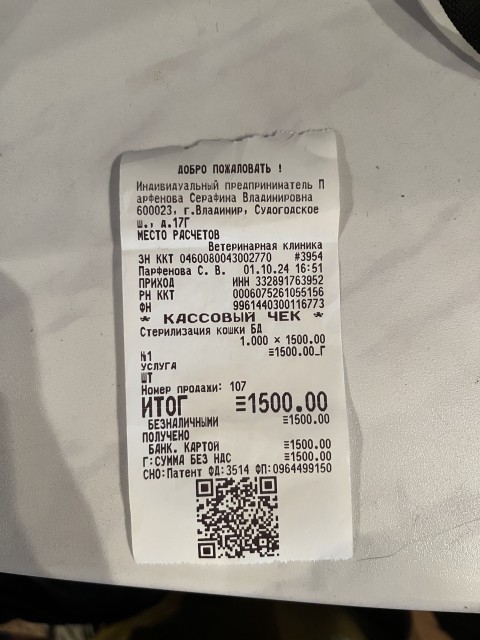 ДОБРО ПОЖАЛОВАТЬ !
Индивидуальный предприниматель П
арфенова Серафина Владимировна
600023, г.Владимир, Судогодское
ш., д.17Г
МЕСТО РАСЧЕТОВ
Ветеринарная клиника
ЗН ККТ 0460080043002770 #3954
Парфенова С. В. 01.10.24 16:51
ПРИХОД ИНН 332891763952
РН ККТ 0006075261055156
ФН 9961440300116773
* КАССОВЫЙ ЧЕК *
Стерилизация кошки БД
1.000 × 1500.00
№1 ≡1500.00_Г
УСЛУГА
ШТ
Номер продажи: 107
ИТОГ ≡1500.00
БЕЗНАЛИЧНЫМИ ≡1500.00
ПОЛУЧЕНО
БАНК. КАРТОЙ ≡1500.00
Г:СУММА БЕЗ НДС ≡1500.00
СНО:Патент ФД:3514 ФП:0964499150